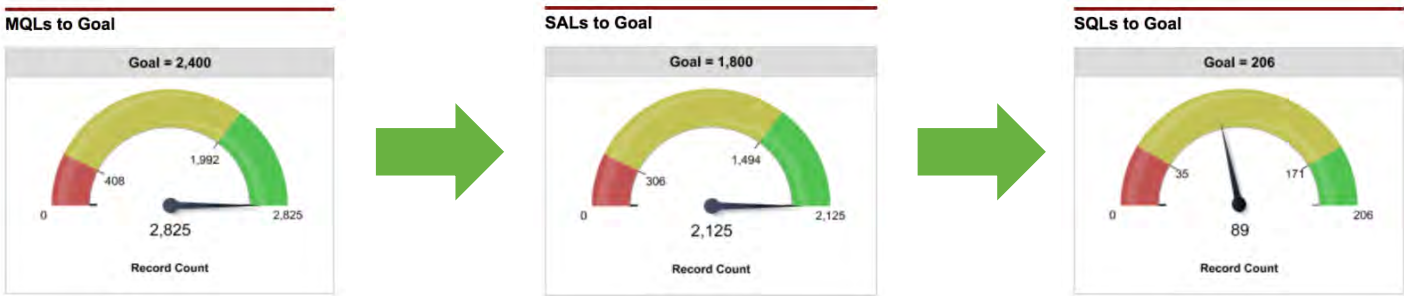 MQLs to Goal
Goal = 2,400
1,992
408
0
2,825
2,825
Record Count
SALs to Goal
Goal = 1,800
1,494
306
0
2,125
2,125
Record Count
SQLs to Goal
Goal = 206
35
171
0
206
89
Record Count